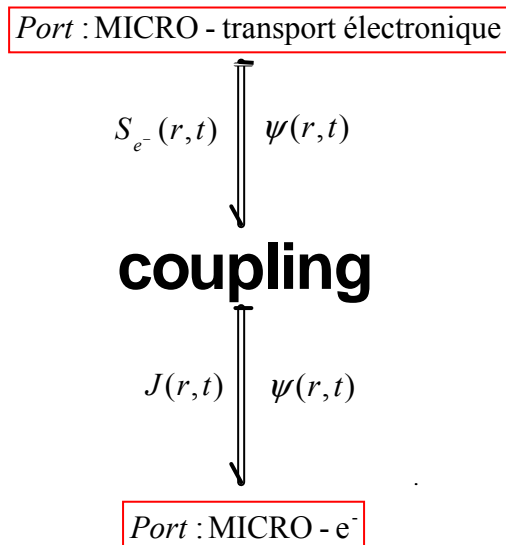 Port : MICRO - transport électronique
S_{e^-}(r,t) ψ(r,t)
coupling
J(r,t) ψ(r,t)
Port : MICRO - e^-